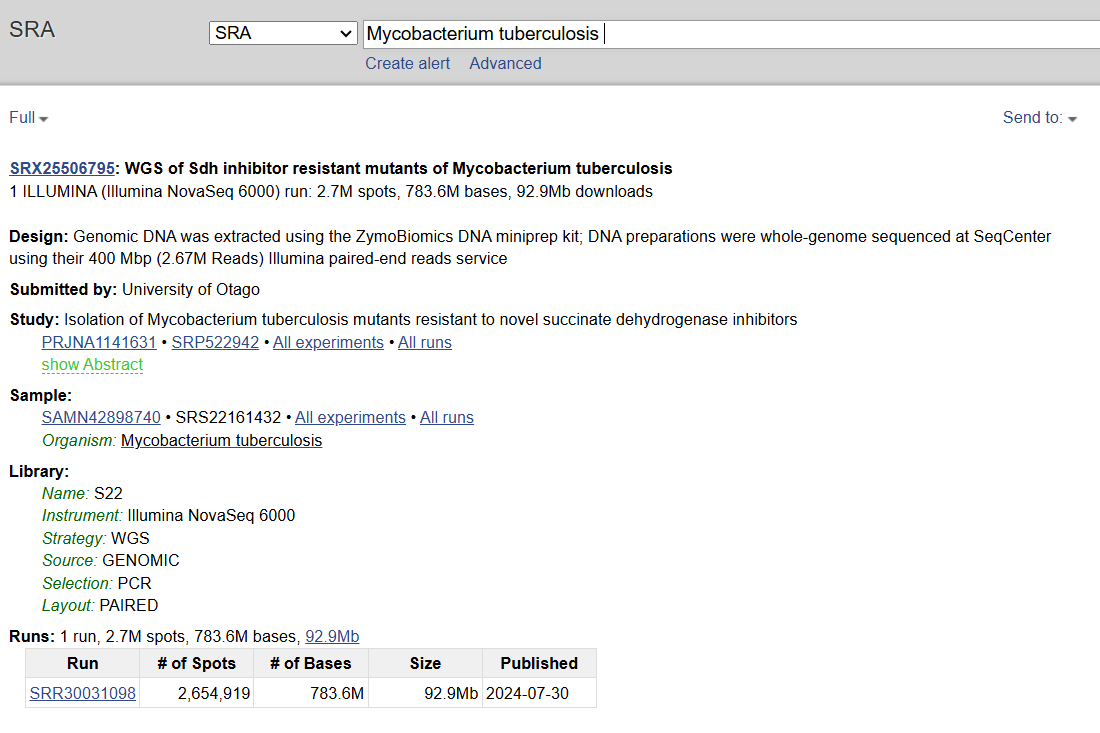 SRA
SRA
Mycobacterium tuberculosis
Create alert Advanced
Full
Send to:
SRX25506795: WGS of Sdh inhibitor resistant mutants of Mycobacterium tuberculosis
1 ILLUMINA (Illumina NovaSeq 6000) run: 2.7M spots, 783.6M bases, 92.9Mb downloads
Design: Genomic DNA was extracted using the ZymoBiomics DNA miniprep kit; DNA preparations were whole-genome sequenced at SeqCenter
using their 400 Mbp (2.67M Reads) Illumina paired-end reads service
Submitted by: University of Otago
Study: Isolation of Mycobacterium tuberculosis mutants resistant to novel succinate dehydrogenase inhibitors
PRJNA1141631 • SRP522942 • All experiments • All runs
show Abstract
Sample:
SAMN42898740 • SRS22161432 • All experiments • All runs
Organism: Mycobacterium tuberculosis
Library:
Name: S22
Instrument: Illumina NovaSeq 6000
Strategy: WGS
Source: GENOMIC
Selection: PCR
Layout: PAIRED
Runs: 1 run, 2.7M spots, 783.6M bases, 92.9Mb
Run # of Spots # of Bases Size Published
SRR30031098 2,654,919 783.6M 92.9Mb 2024-07-30